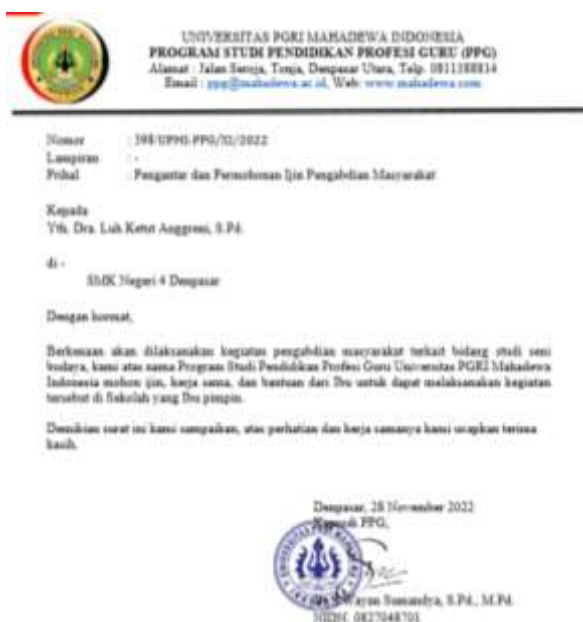 UNIVERSITAS PGRI MAHADEWA INDONESIA
PROGRAM STUDI PENDIDIKAN PROFESI GURU (PPG)
Alamat : Jalan Seroja, Tonja, Denpasar Utara, Telp. 0811388814
Email : ppg@mahadewa.ac.id, Web: www.mahadewa.com
Nomor : 398/UPMI-PPG/XI/2022
Lampiran : -
Prihal : Pengantar dan Permohonan Ijin Pengabdian Masyarakat
Kepada
Yth. Dra. Luh Ketut Anggreni, S.Pd.
di -
SMK Negeri 4 Denpasar
Dengan hormat,
Berkenaan akan dilaksanakan kegiatan pengabdian masyarakat terkait bidang studi seni
budaya, kami atas nama Program Studi Pendidikan Profesi Guru Universitas PGRI Mahadewa
Indonesia mohon ijin, kerja sama, dan bantuan dari Ibu untuk dapat melaksanakan kegiatan
tersebut di Sekolah yang Ibu pimpin.
Demikian surat ini kami sampaikan, atas perhatian dan kerja samanya kami ucapkan terima
kasih.
Denpasar, 28 November 2022
PPG,
Wayan Sumandya, S.Pd., M.Pd.
NIDN. 0827048701